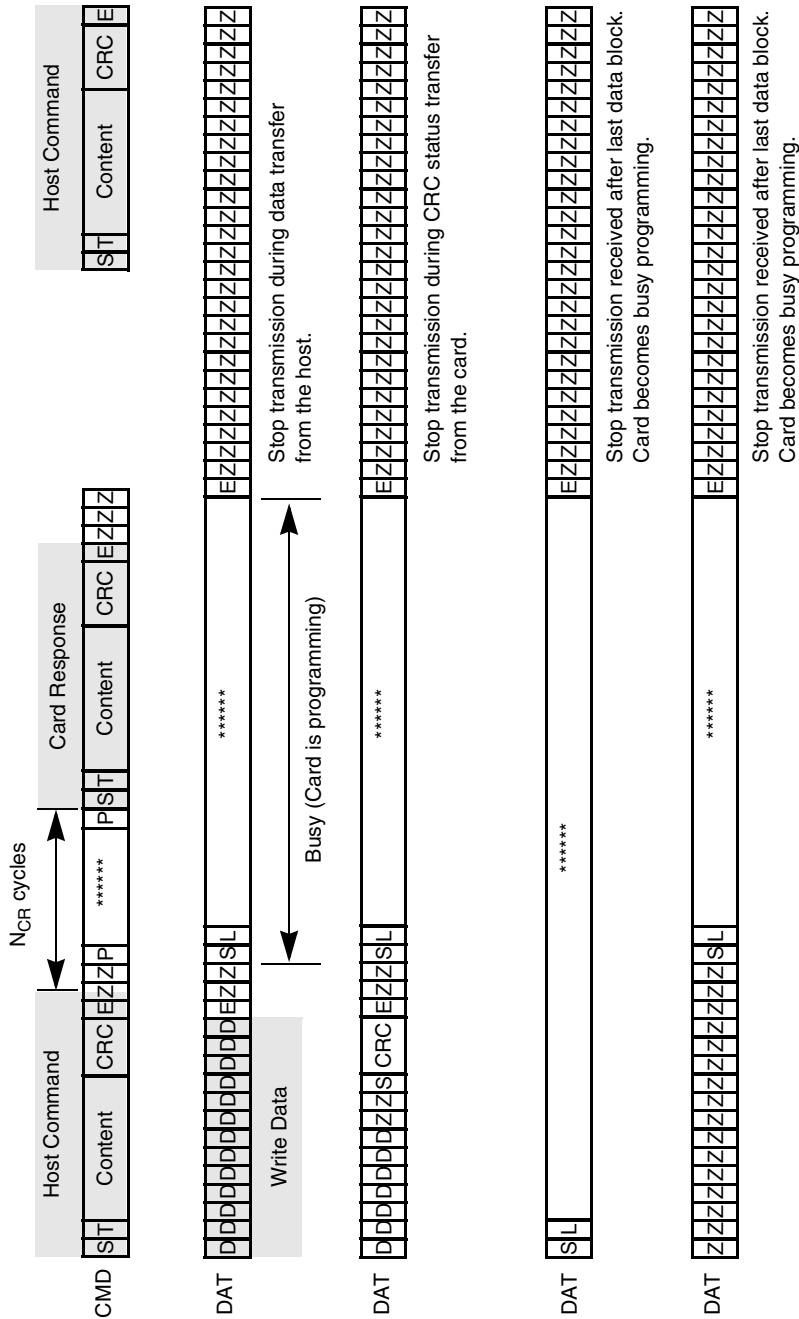 N_CR cycles
Host Command Card Response Host Command
CMD S T Content CRC E Z Z P ****** P S T Content CRC E Z Z Z S T Content CRC E
DAT D D D D D D D D D D D D D E Z Z S L ****** E Z Z Z Z Z Z Z Z Z Z Z Z Z Z Z Z Z Z Z Z Z Z Z Z Z Z
Write Data
Busy (Card is programming)
Stop transmission during data transfer
from the host.
DAT D D D D D D D Z Z S CRC E Z Z S L ****** E Z Z Z Z Z Z Z Z Z Z Z Z Z Z Z Z Z Z Z Z Z Z Z Z Z Z
Stop transmission during CRC status transfer
from the card.
DAT S L ****** E Z Z Z Z Z Z Z Z Z Z Z Z Z Z Z Z Z Z Z Z Z Z Z Z Z Z
Stop transmission received after last data block.
Card becomes busy programming.
DAT Z Z Z Z Z Z Z Z Z Z Z Z Z Z Z Z S L ****** E Z Z Z Z Z Z Z Z Z Z Z Z Z Z Z Z Z Z Z Z Z Z Z Z Z Z
Stop transmission received after last data block.
Card becomes busy programming.